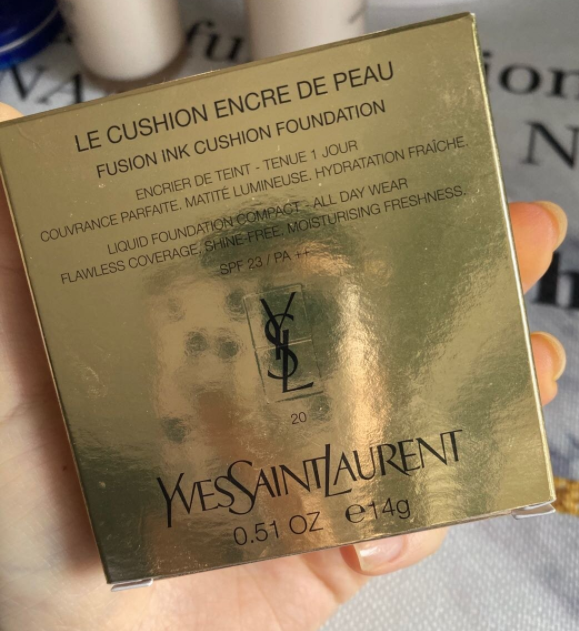 LE CUSHION ENCRE DE PEAU
FUSION INK CUSHION FOUNDATION
ENCRIER DE TEINT - TENUE 1 JOUR
COUVRANCE PARFAITE. MATITÉ LUMINEUSE. HYDRATATION FRAÎCHE.
LIQUID FOUNDATION COMPACT - ALL DAY WEAR
FLAWLESS COVERAGE, SHINE-FREE, MOISTURISING FRESHNESS.
SPF 23 / PA ++
YSL
20
YVESSAINTLAURENT
0.51 OZ e14g